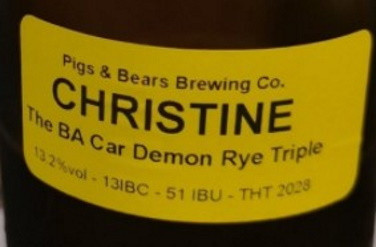 Pigs & Bears Brewing Co.
CHRISTINE
The BA Car Demon Rye Triple
13.2%vol - 13IBC - 51 IBU - THT 2028